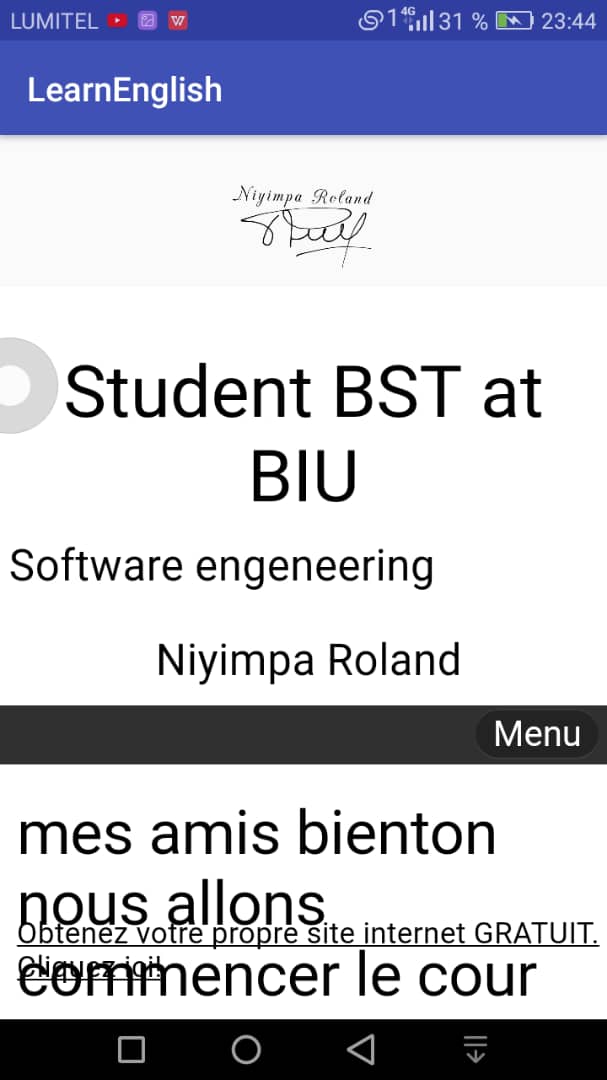 LUMITEL 1 4G 31 % 23:44
LearnEnglish
Niyimpa Roland
Student BST at
BIU
Software engeneering
Niyimpa Roland
Menu
mes amis bienton
nous allons
Obtenez votre propre site internet GRATUIT.
Cliquez ici!
commencer le cour